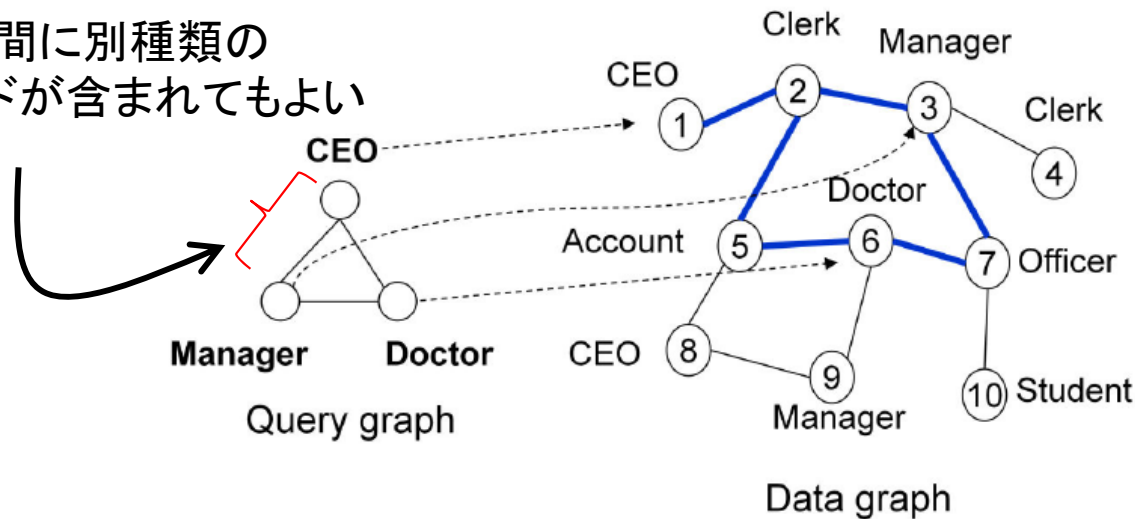 間に別種類の
ドが含まれてもよい
CEO
Manager
Doctor
Query graph
Clerk
Manager
CEO
2
1
3
Clerk
4
Doctor
Account
5
6
7
Officer
CEO
8
9
Manager
10
Student
Data graph